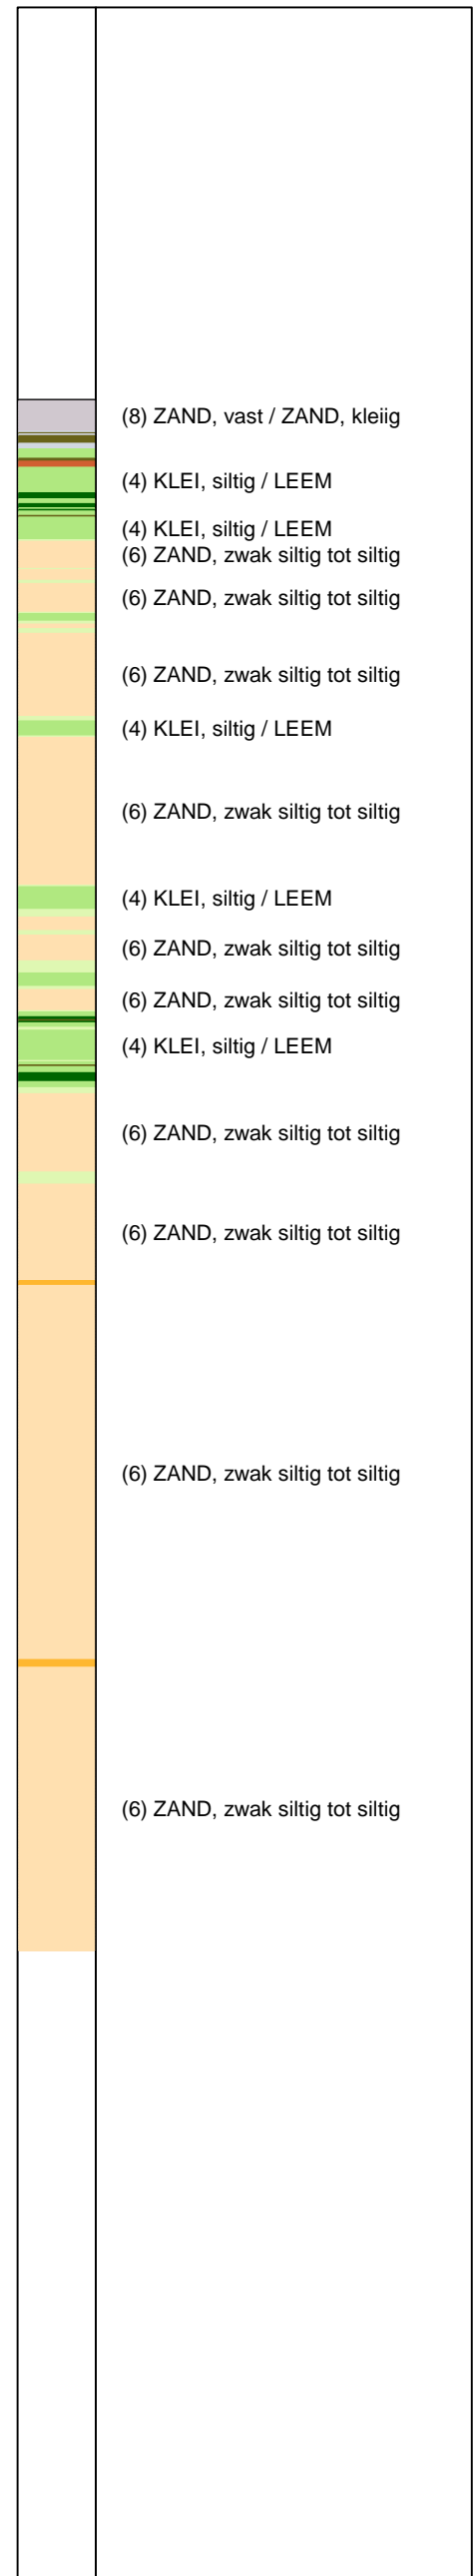 (8) ZAND, vast / ZAND, kleiig
(4) KLEI, siltig / LEEM
(4) KLEI, siltig / LEEM
(6) ZAND, zwak siltig tot siltig
(6) ZAND, zwak siltig tot siltig
(6) ZAND, zwak siltig tot siltig
(4) KLEI, siltig / LEEM
(6) ZAND, zwak siltig tot siltig
(4) KLEI, siltig / LEEM
(6) ZAND, zwak siltig tot siltig
(6) ZAND, zwak siltig tot siltig
(4) KLEI, siltig / LEEM
(6) ZAND, zwak siltig tot siltig
(6) ZAND, zwak siltig tot siltig
(6) ZAND, zwak siltig tot siltig
(6) ZAND, zwak siltig tot siltig